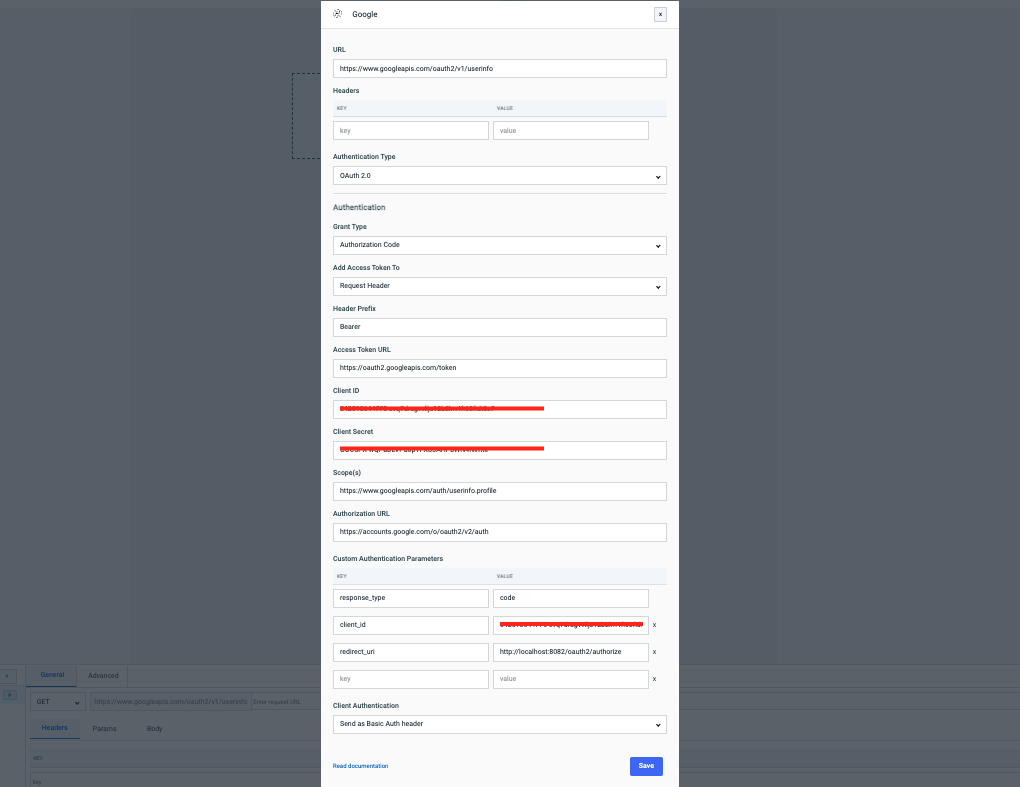 Google
x
URL
https://www.googleapis.com/oauth2/v1/userinfo
Headers
KEY VALUE
key value
Authentication Type
OAuth 2.0
Authentication
Grant Type
Authorization Code
Add Access Token To
Request Header
Header Prefix
Bearer
Access Token URL
https://oauth2.googleapis.com/token
Client ID
Client Secret
Scope(s)
https://www.googleapis.com/auth/userinfo.profile
Authorization URL
https://accounts.google.com/o/oauth2/v2/auth
Custom Authentication Parameters
KEY VALUE
response_type code
client_id x
redirect_uri http://localhost:8082/oauth2/authorize x
key value x
Client Authentication
Send as Basic Auth header
Read documentation Save
General Advanced
GET https://www.googleapis.com/oauth2/v1/userinfo Enter request URL
Headers Params Body
KEY
key